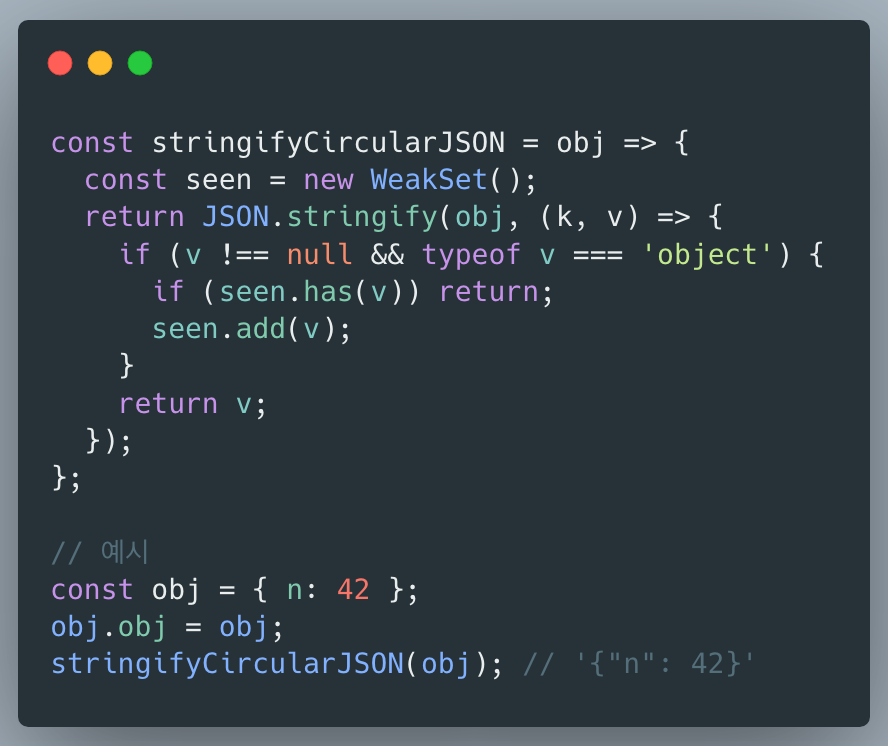 const stringifyCircularJSON = obj => {
  const seen = new WeakSet();
  return JSON.stringify(obj, (k, v) => {
    if (v !== null && typeof v === 'object') {
      if (seen.has(v)) return;
      seen.add(v);
    }
    return v;
  });
};

// 예시
const obj = { n: 42 };
obj.obj = obj;
stringifyCircularJSON(obj); // '{"n": 42}'